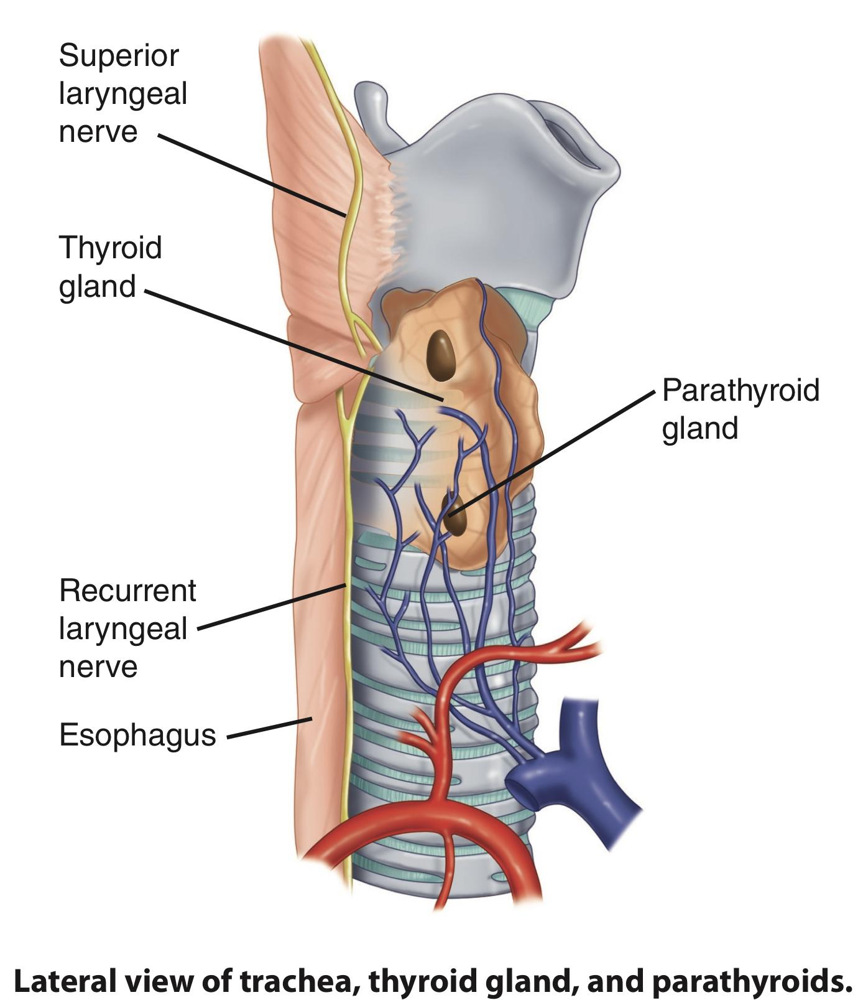 Superior
laryngeal
nerve
Thyroid
gland
Parathyroid
gland
Recurrent
laryngeal
nerve
Esophagus
Lateral view of trachea, thyroid gland, and parathyroids.